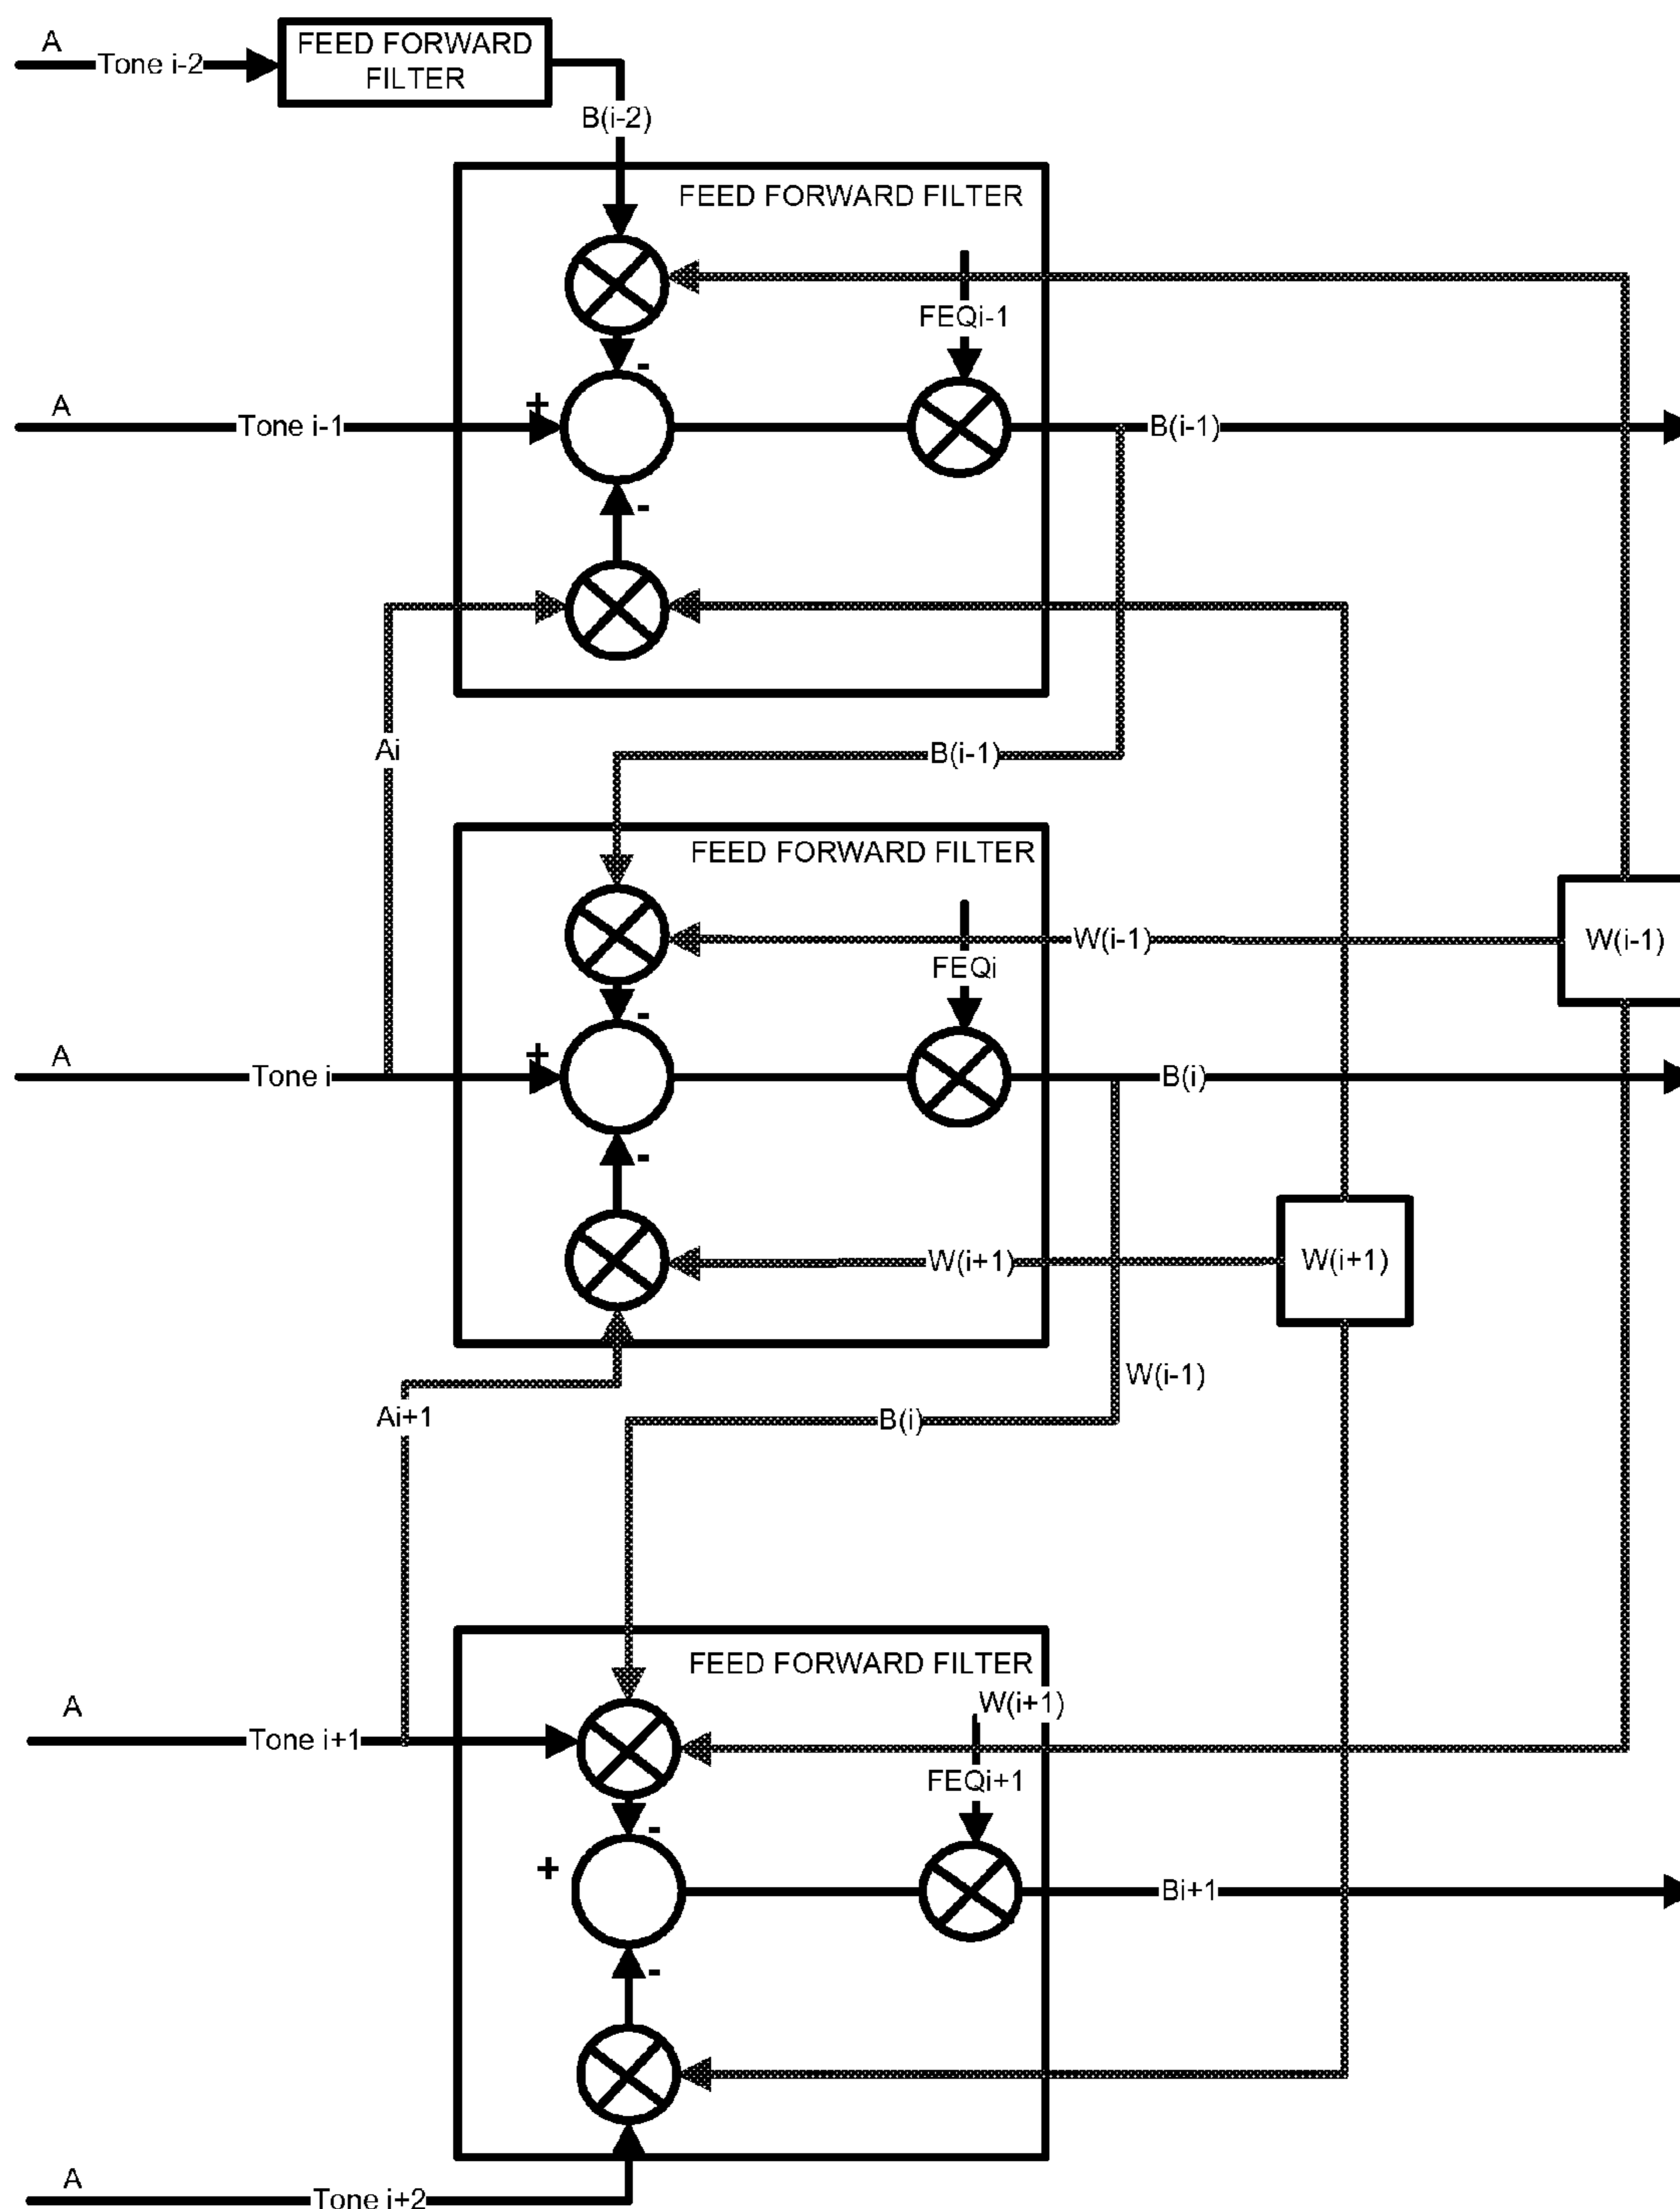 A
Tone i-2
FEED FORWARD
FILTER
B(i-2)
FEED FORWARD FILTER
FEQi-1
-
A
Tone i-1
+
B(i-1)
-
Ai
B(i-1)
FEED FORWARD FILTER
W(i-1)
W(i-1)
FEQi
-
A
Tone i
+
B(i)
-
W(i+1)
W(i+1)
W(i-1)
Ai+1
B(i)
FEED FORWARD FILTER
W(i+1)
A
Tone i+1
FEQi+1
-
+
Bi+1
-
A
Tone i+2